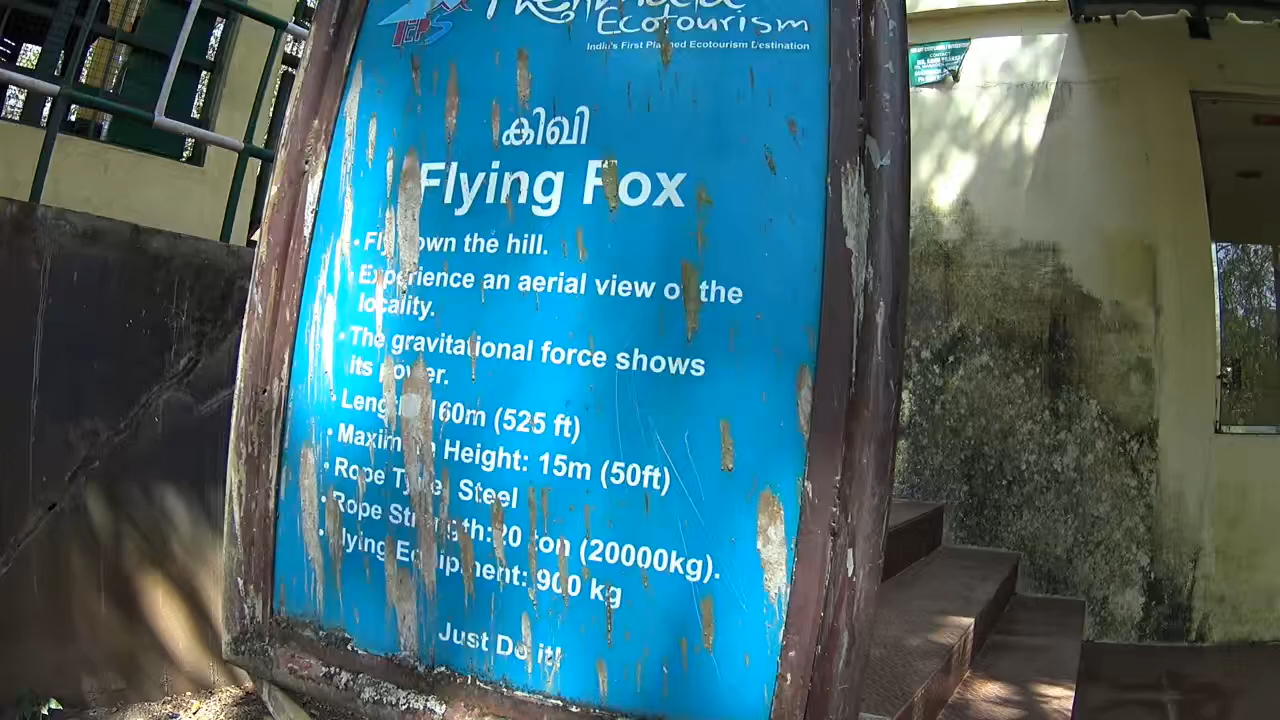 Ecotourism
India's First Planned Ecotourism Destination
TEPS
കിവി
Flying Fox
• Fly down the hill.
• Experience an aerial view of the
locality.
• The gravitational force shows
its power.
• Length: 160m (525 ft)
• Maximum Height: 15m (50ft)
• Rope Type: Steel
• Rope Strength:20 ton (20000kg).
• Flying Equipment: 900 kg
Just Do it!
CONTACT